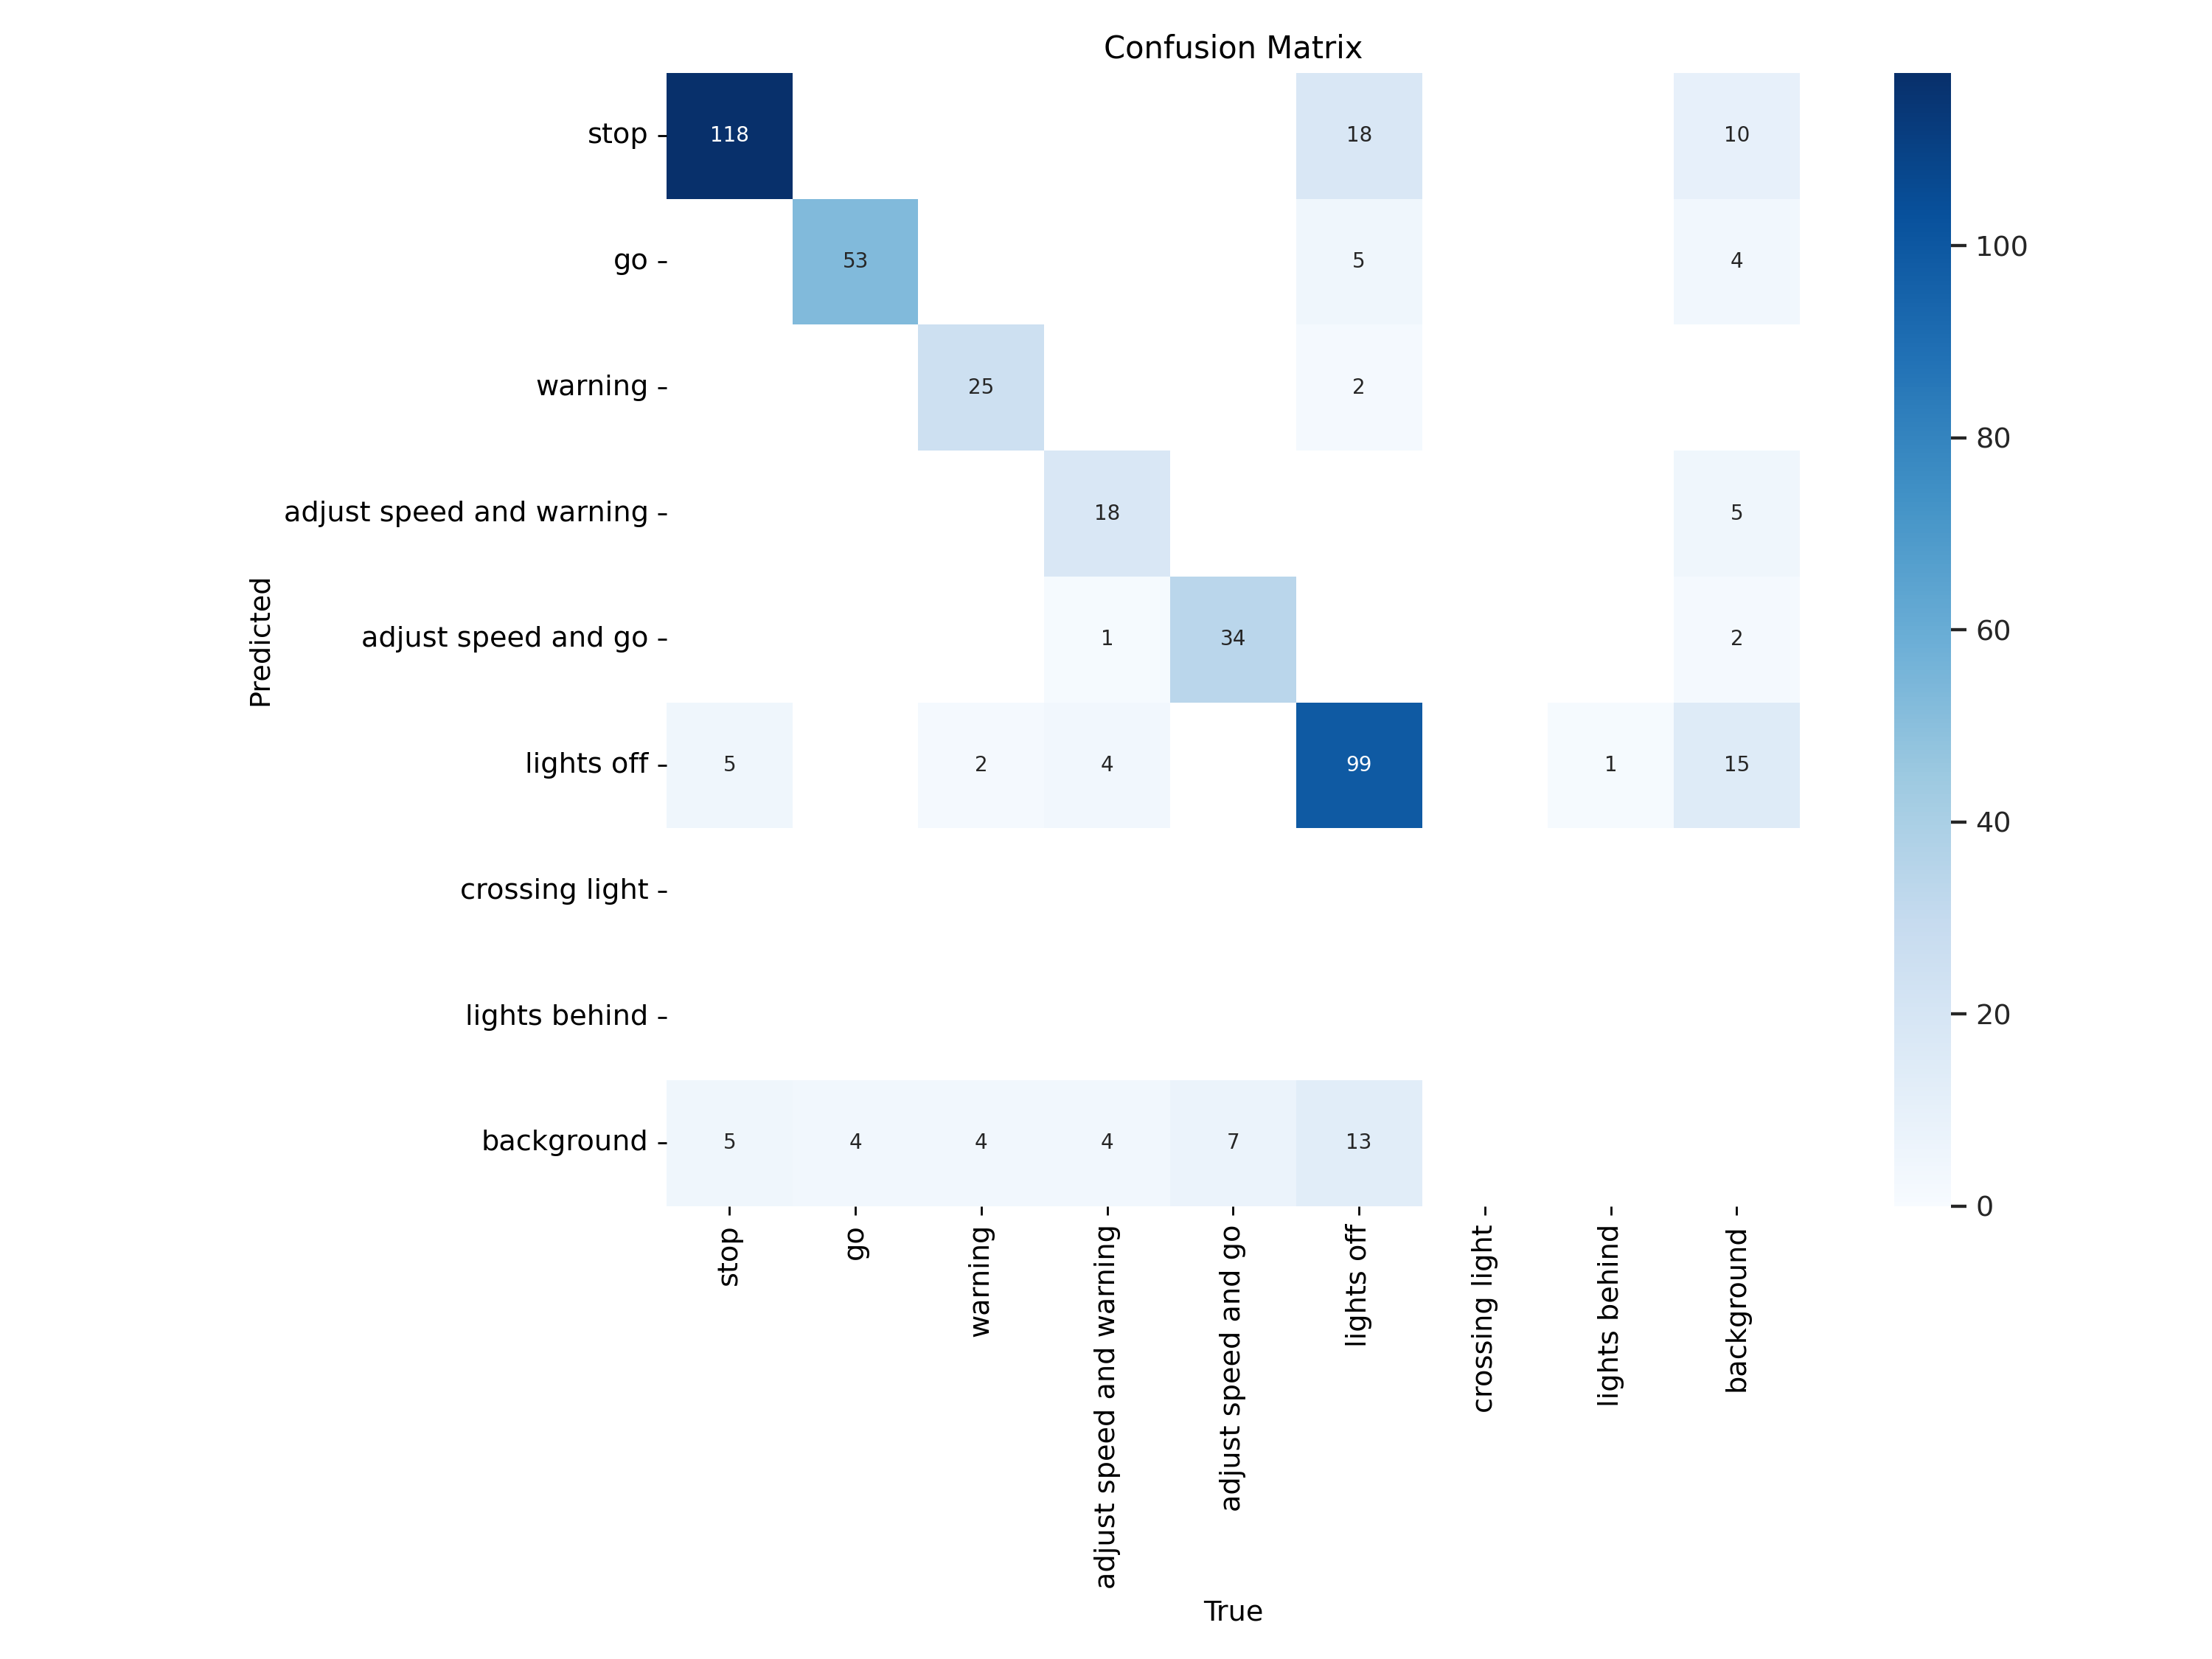 Confusion Matrix
stop 118 18 10
go 53 5 4
warning 25 2
adjust speed and warning 18 5
adjust speed and go 1 34 2
lights off 5 2 4 99 1 15
crossing light
lights behind
background 5 4 4 4 7 13
Predicted
stop
go
warning
adjust speed and warning
adjust speed and go
lights off
crossing light
lights behind
background
True
100
80
60
40
20
0